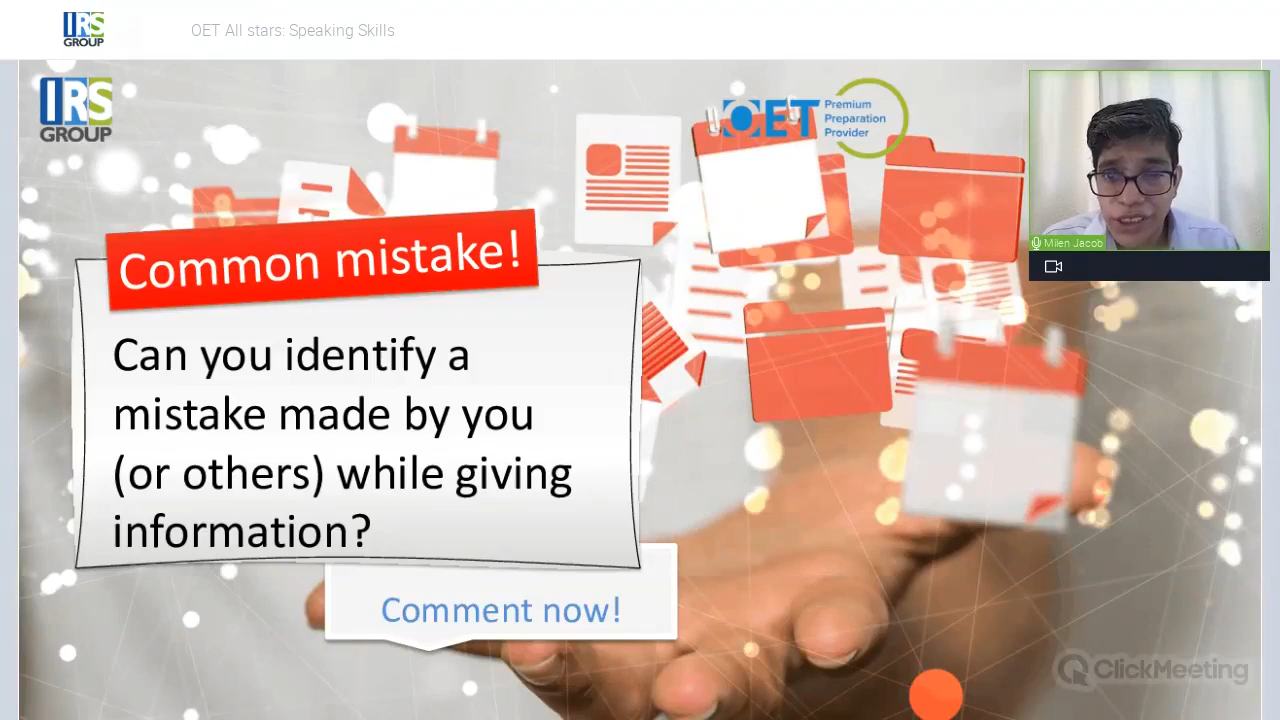 IRS
GROUP
OET All stars: Speaking Skills
IRS
GROUP
OET
Premium
Preparation
Provider
Common mistake!
Can you identify a
mistake made by you
(or others) while giving
information?
Comment now!
Milen Jacob
ClickMeeting